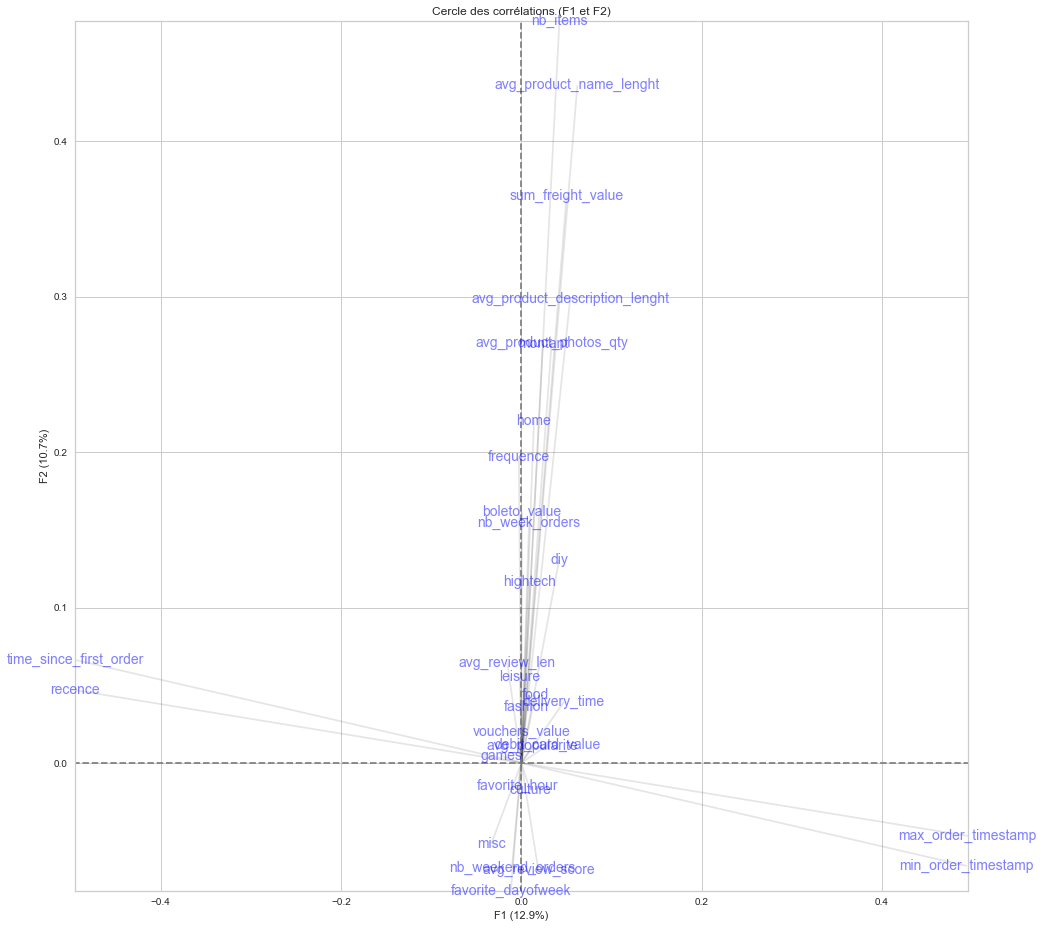 Cercle des corrélations (F1 et F2)
nb_items
avg_product_name_lenght
0.4
sum_freight_value
0.3
avg_product_description_lenght
avg_product_photos_qty
montant
home
F2 (10.7%)
0.2
frequence
boleto_value
nb_week_orders
diy
hightech
0.1
time_since_first_order
avg_review_len
leisure
recence
food
delivery_time
fashion
vouchers_value
debit_card_value
avg_popularite
games
0.0
favorite_hour
culture
max_order_timestamp
misc
min_order_timestamp
nb_weekend_orders
avg_review_score
favorite_dayofweek
−0.4
−0.2
0.0
0.2
0.4
F1 (12.9%)